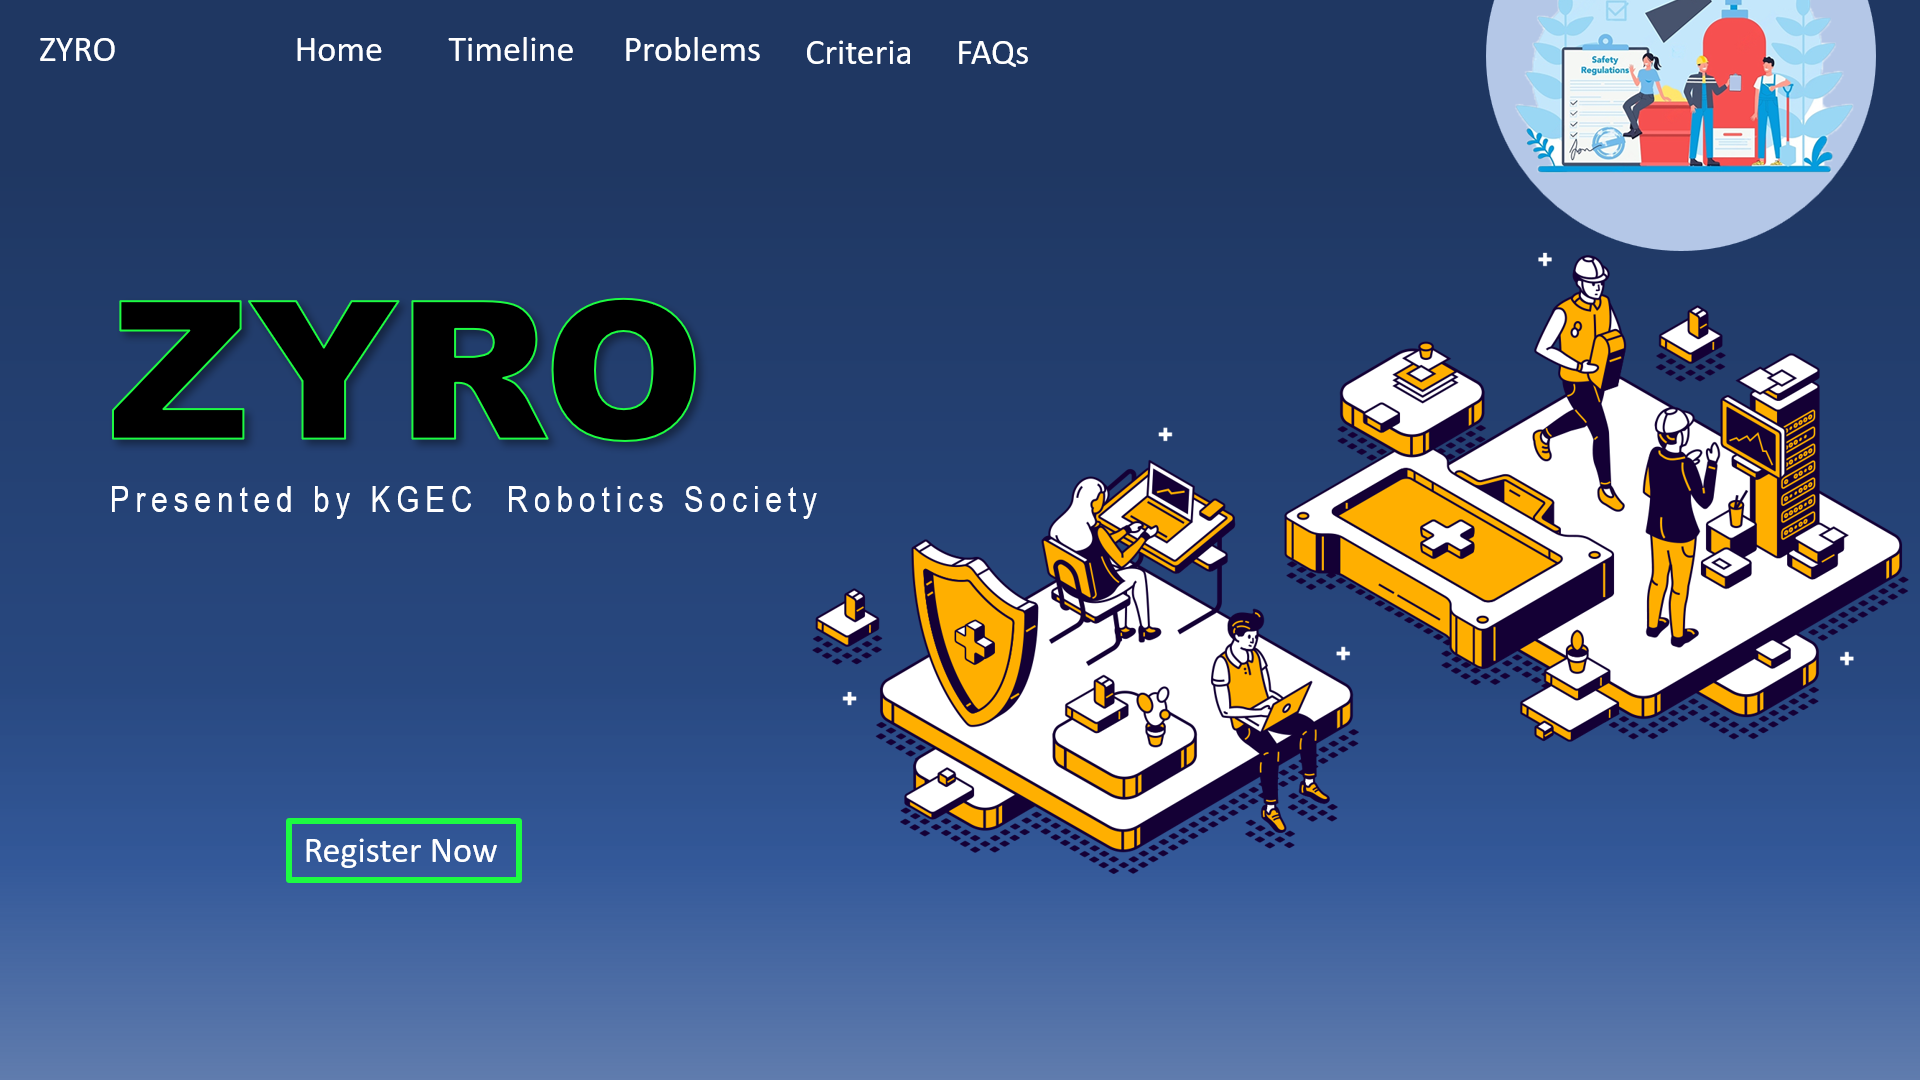 ZYRO Home Timeline Problems Criteria FAQs
Safety
Regulations
ZYRO
Presented by KGEC Robotics Society
Register Now